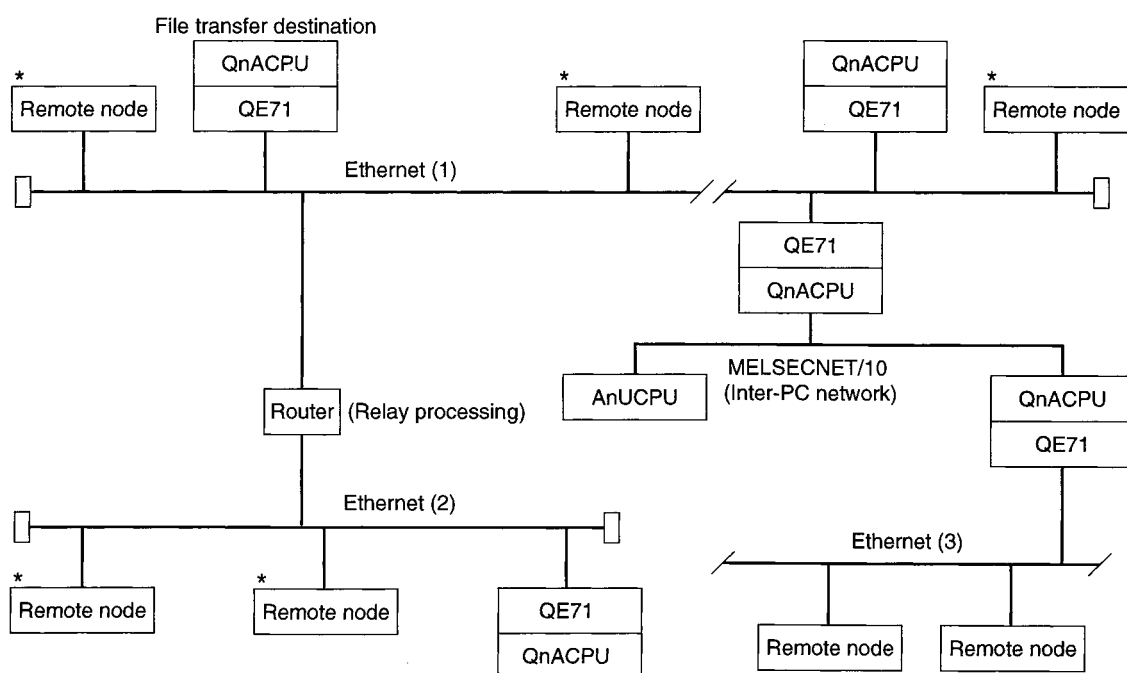 File transfer destination
QnACPU
QE71
*
Remote node
*
Remote node
QnACPU
QE71
*
Remote node
Ethernet (1)
QE71
QnACPU
MELSECNET/10
(Inter-PC network)
AnUCPU
QnACPU
QE71
Router
(Relay processing)
Ethernet (2)
Ethernet (3)
*
Remote node
*
Remote node
QE71
QnACPU
Remote node
Remote node